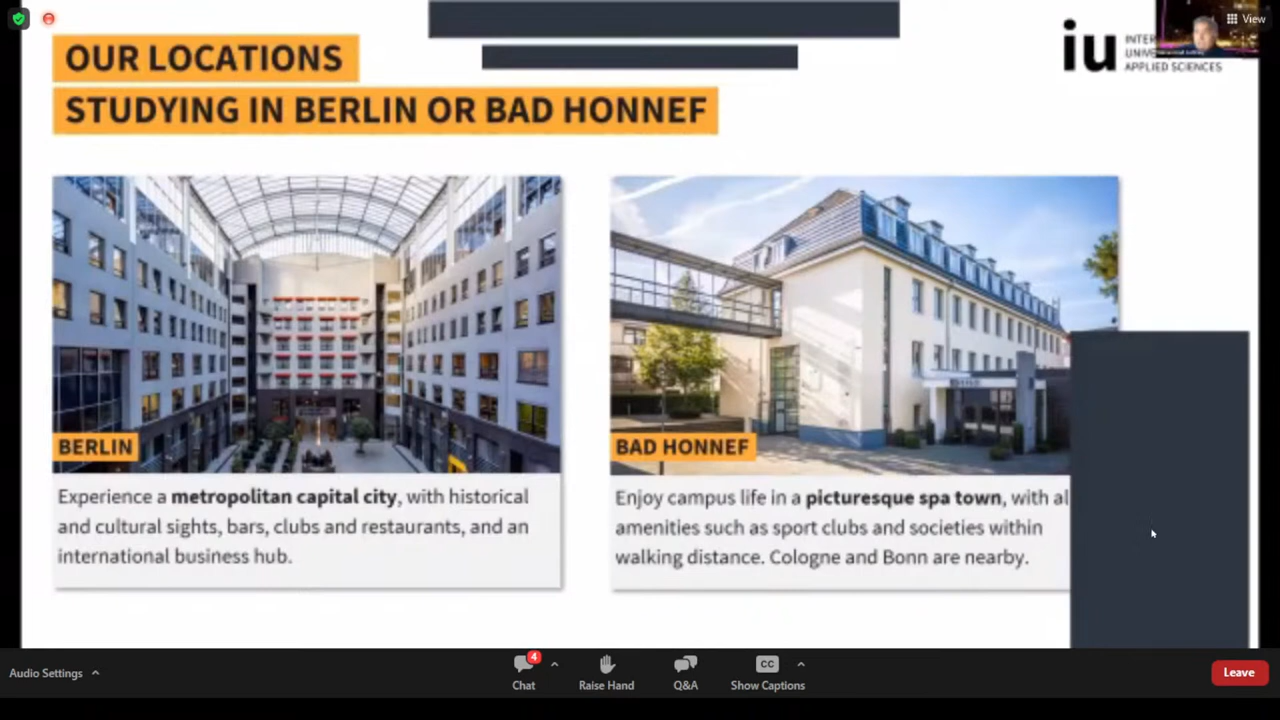 View
OUR LOCATIONS
STUDYING IN BERLIN OR BAD HONNEF
iu
APPLIED SCIENCES
BERLIN
Experience a metropolitan capital city, with historical
and cultural sights, bars, clubs and restaurants, and an
international business hub.
BAD HONNEF
Enjoy campus life in a picturesque spa town, with al
amenities such as sport clubs and societies within
walking distance. Cologne and Bonn are nearby.
Audio Settings
4
Chat
Raise Hand
Q&A
CC
Show Captions
Leave